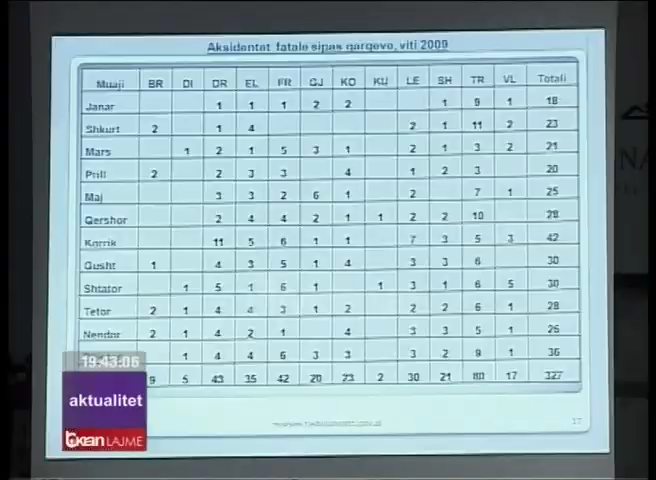 Aksidentet fatale sipas qarqeve, viti 2009
Muaji BR DI DR EL FR GJ KO KU LE SH TR VL Totali
Janar 1 1 1 2 2 1 9 1 18
Shkurt 2 1 4 2 1 11 2 23
Mars 1 2 1 5 3 1 2 1 3 2 21
Prill 2 2 3 3 4 1 2 3 20
Maj 3 3 2 6 1 2 7 1 25
Qershor 2 4 4 2 1 1 2 2 10 28
Korrik 11 5 6 1 1 7 3 5 3 42
Gusht 1 4 3 5 1 4 3 3 6 30
Shtator 1 5 1 6 1 1 3 1 6 5 30
Tetor 2 1 4 4 3 1 2 2 2 6 1 28
Nendor 2 1 4 2 1 4 3 3 5 1 26
1 4 4 6 3 3 3 2 9 1 36
9 5 43 35 42 20 23 2 30 21 80 17 327
19:43:06
aktualitet
LAJME
17